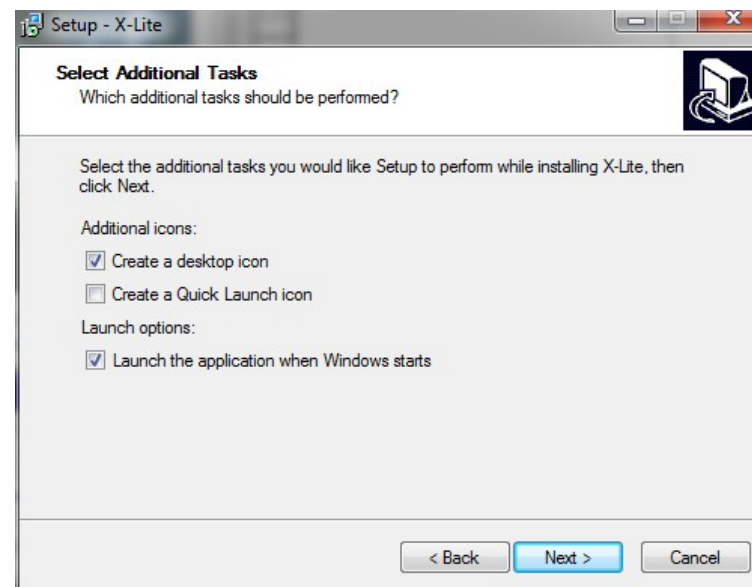 Setup - X-Lite
Select Additional Tasks
Which additional tasks should be performed?
Select the additional tasks you would like Setup to perform while installing X-Lite, then
click Next.
Additional icons:
Create a desktop icon
Create a Quick Launch icon
Launch options:
Launch the application when Windows starts
< Back Next > Cancel